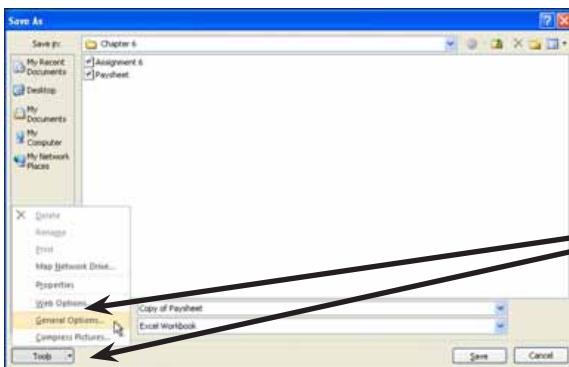 Save As
Save in:
Chapter 6
My Recent
Documents
Desktop
My
Documents
My
Computer
My Network
Places
Assignment 6
Paysheet
Delete
Rename
Print
Map Network Drive...
Properties
Web Options...
General Options...
Compress Pictures...
Copy of Paysheet
Excel Workbook
Tools
Save
Cancel